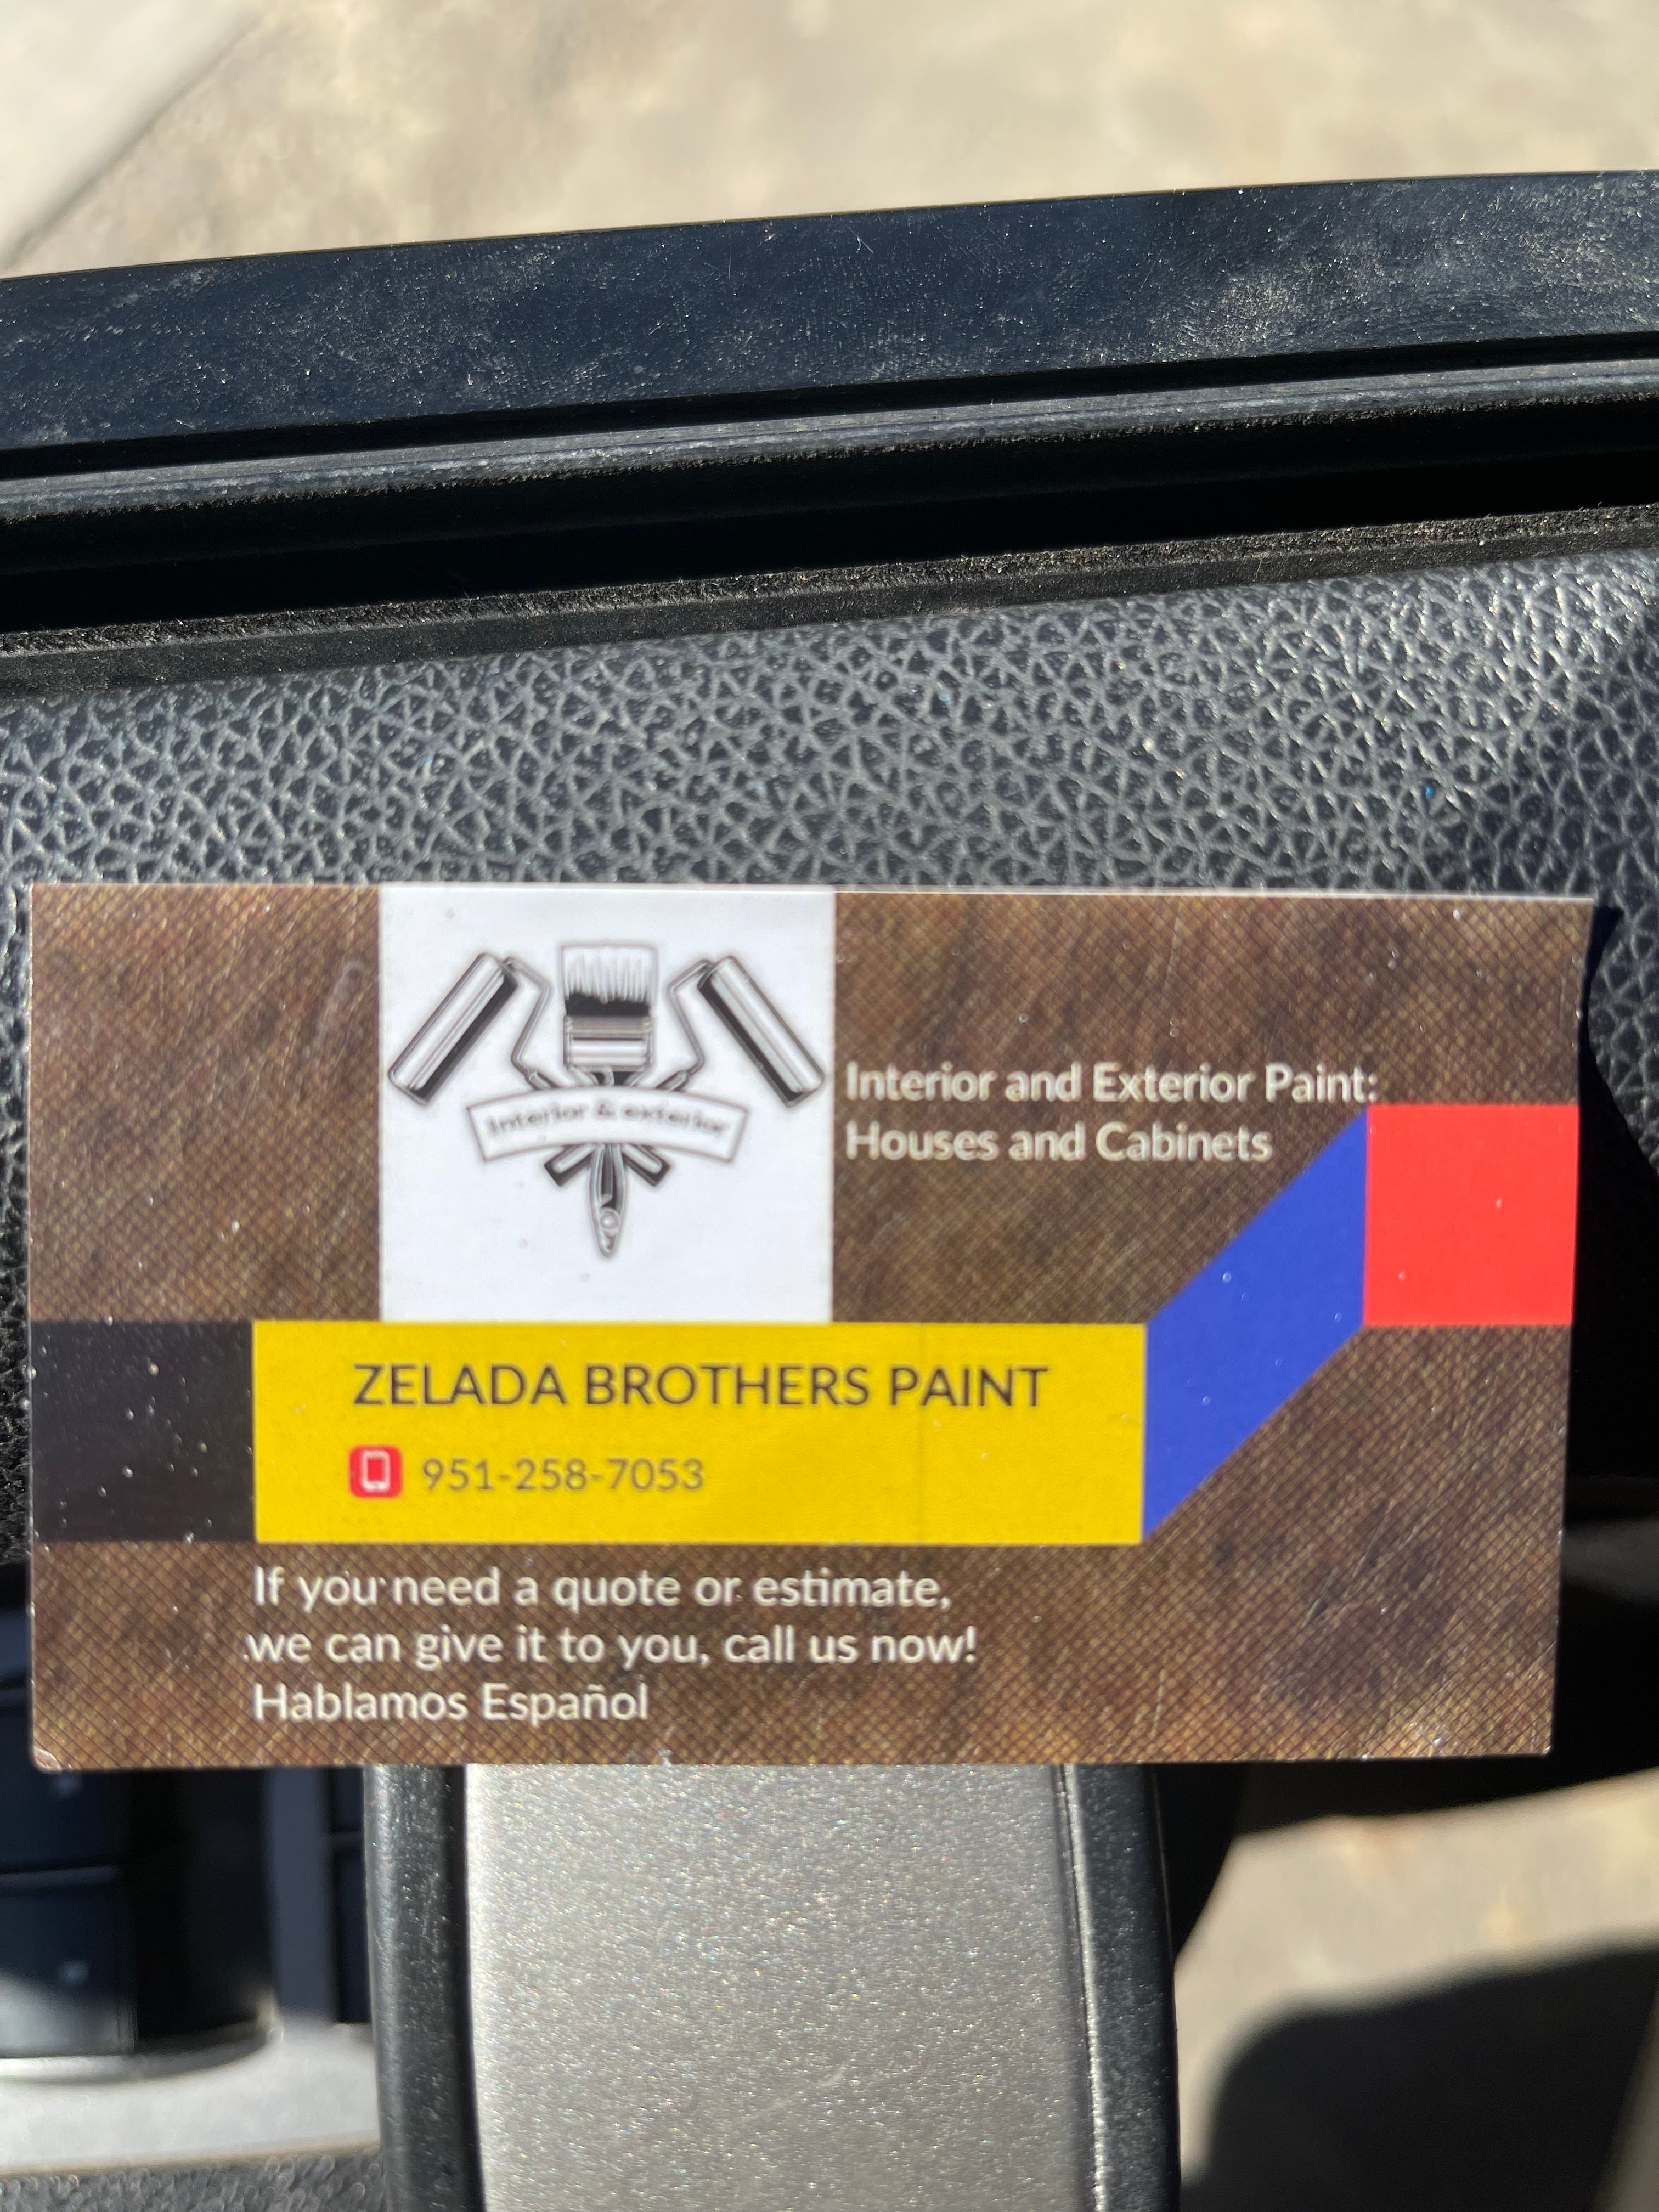 Interior & exterior
Interior and Exterior Paint:
Houses and Cabinets
ZELADA BROTHERS PAINT
951-258-7053
If you need a quote or estimate,
we can give it to you, call us now!
Hablamos Español